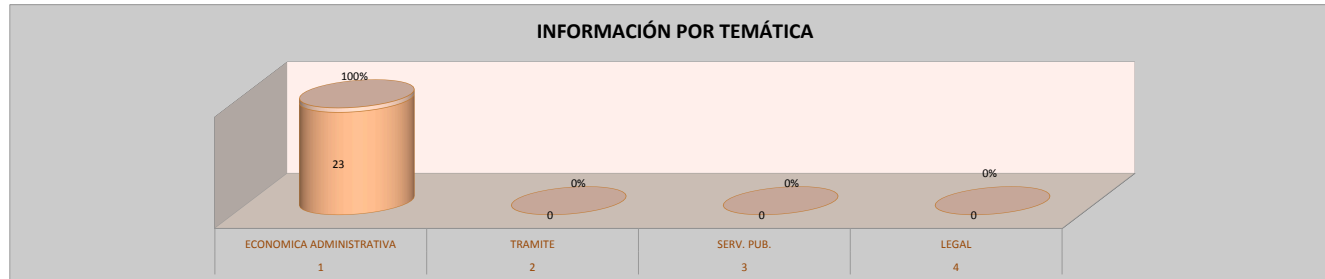 INFORMACIÓN POR TEMÁTICA
100%
23
0%
0
0%
0
0%
0
ECONOMICA ADMINISTRATIVA TRAMITE SERV. PUB. LEGAL
1 2 3 4